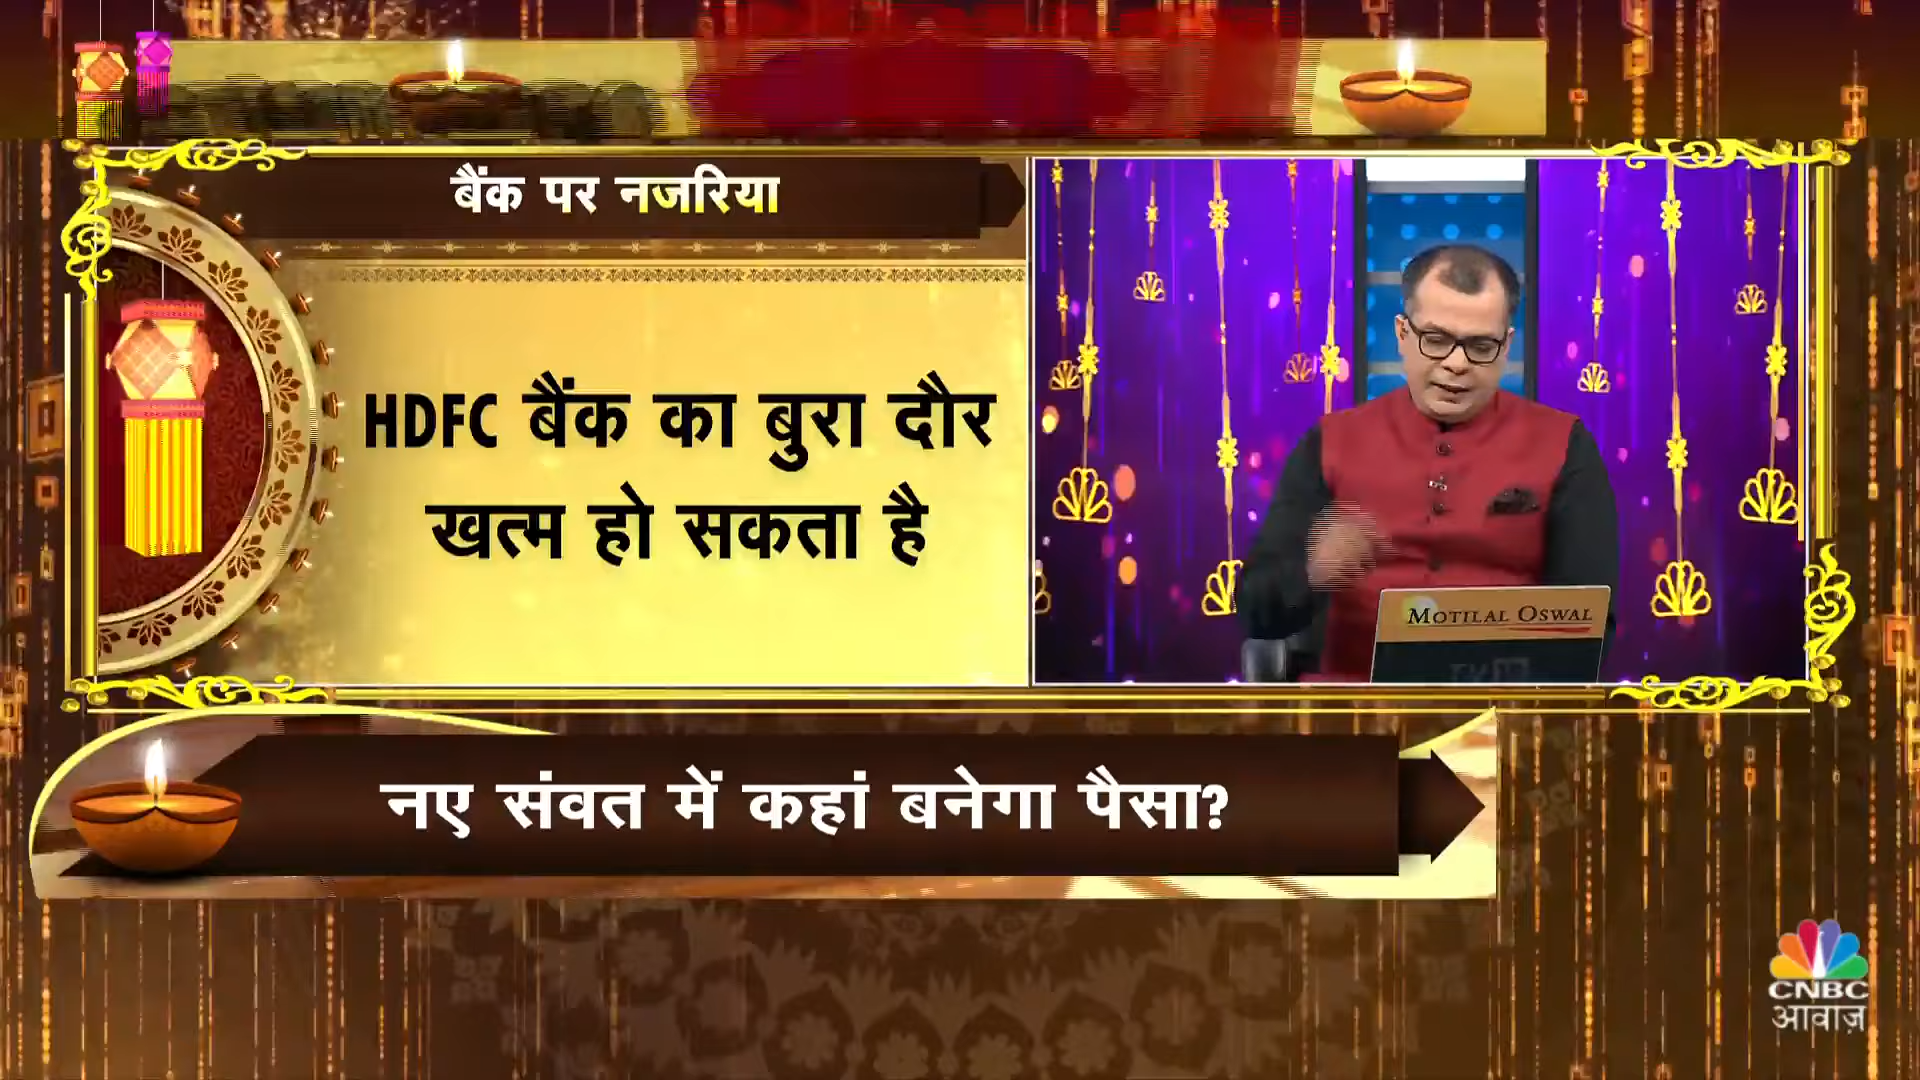 बैंक पर नजरिया
HDFC बैंक का बुरा दौर
खत्म हो सकता है
MOTILAL OSWAL
नए संवत में कहां बनेगा पैसा?
CNBC
आवाज़